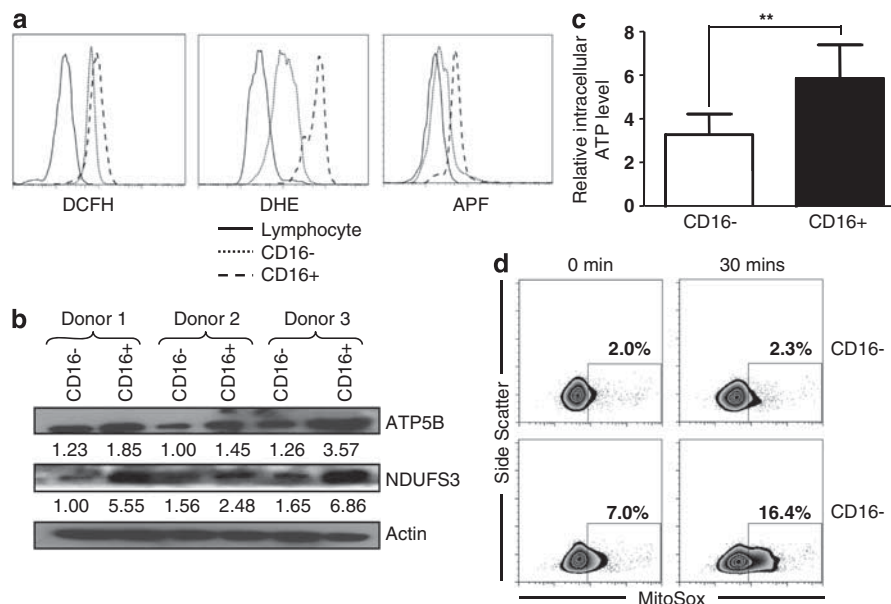 a
DCFH
DHE
APF
Lymphocyte
CD16-
CD16+
b
Donor 1 Donor 2 Donor 3
CD16- CD16+ CD16- CD16+ CD16- CD16+
ATP5B
1.23 1.85 1.00 1.45 1.26 3.57
NDUFS3
1.00 5.55 1.56 2.48 1.65 6.86
Actin
c
Relative intracellular
ATP level
8
6
4
2
0
**
CD16- CD16+
d
0 min 30 mins
Side Scatter
2.0% 2.3% CD16-
7.0% 16.4% CD16-
MitoSox